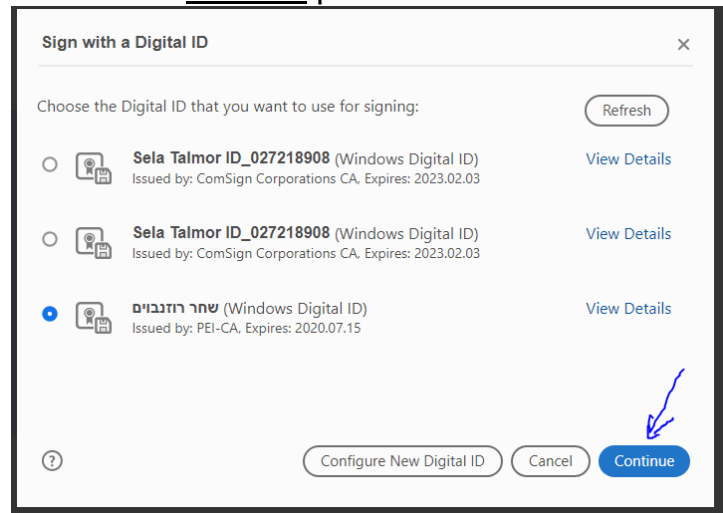 Sign with a Digital ID
Choose the Digital ID that you want to use for signing:
Refresh
Sela Talmor ID_027218908 (Windows Digital ID)
View Details
Issued by: ComSign Corporations CA, Expires: 2023.02.03
Sela Talmor ID_027218908 (Windows Digital ID)
View Details
Issued by: ComSign Corporations CA, Expires: 2023.02.03
שחר רוזנבוים (Windows Digital ID)
View Details
Issued by: PEI-CA, Expires: 2020.07.15
Configure New Digital ID
Cancel
Continue